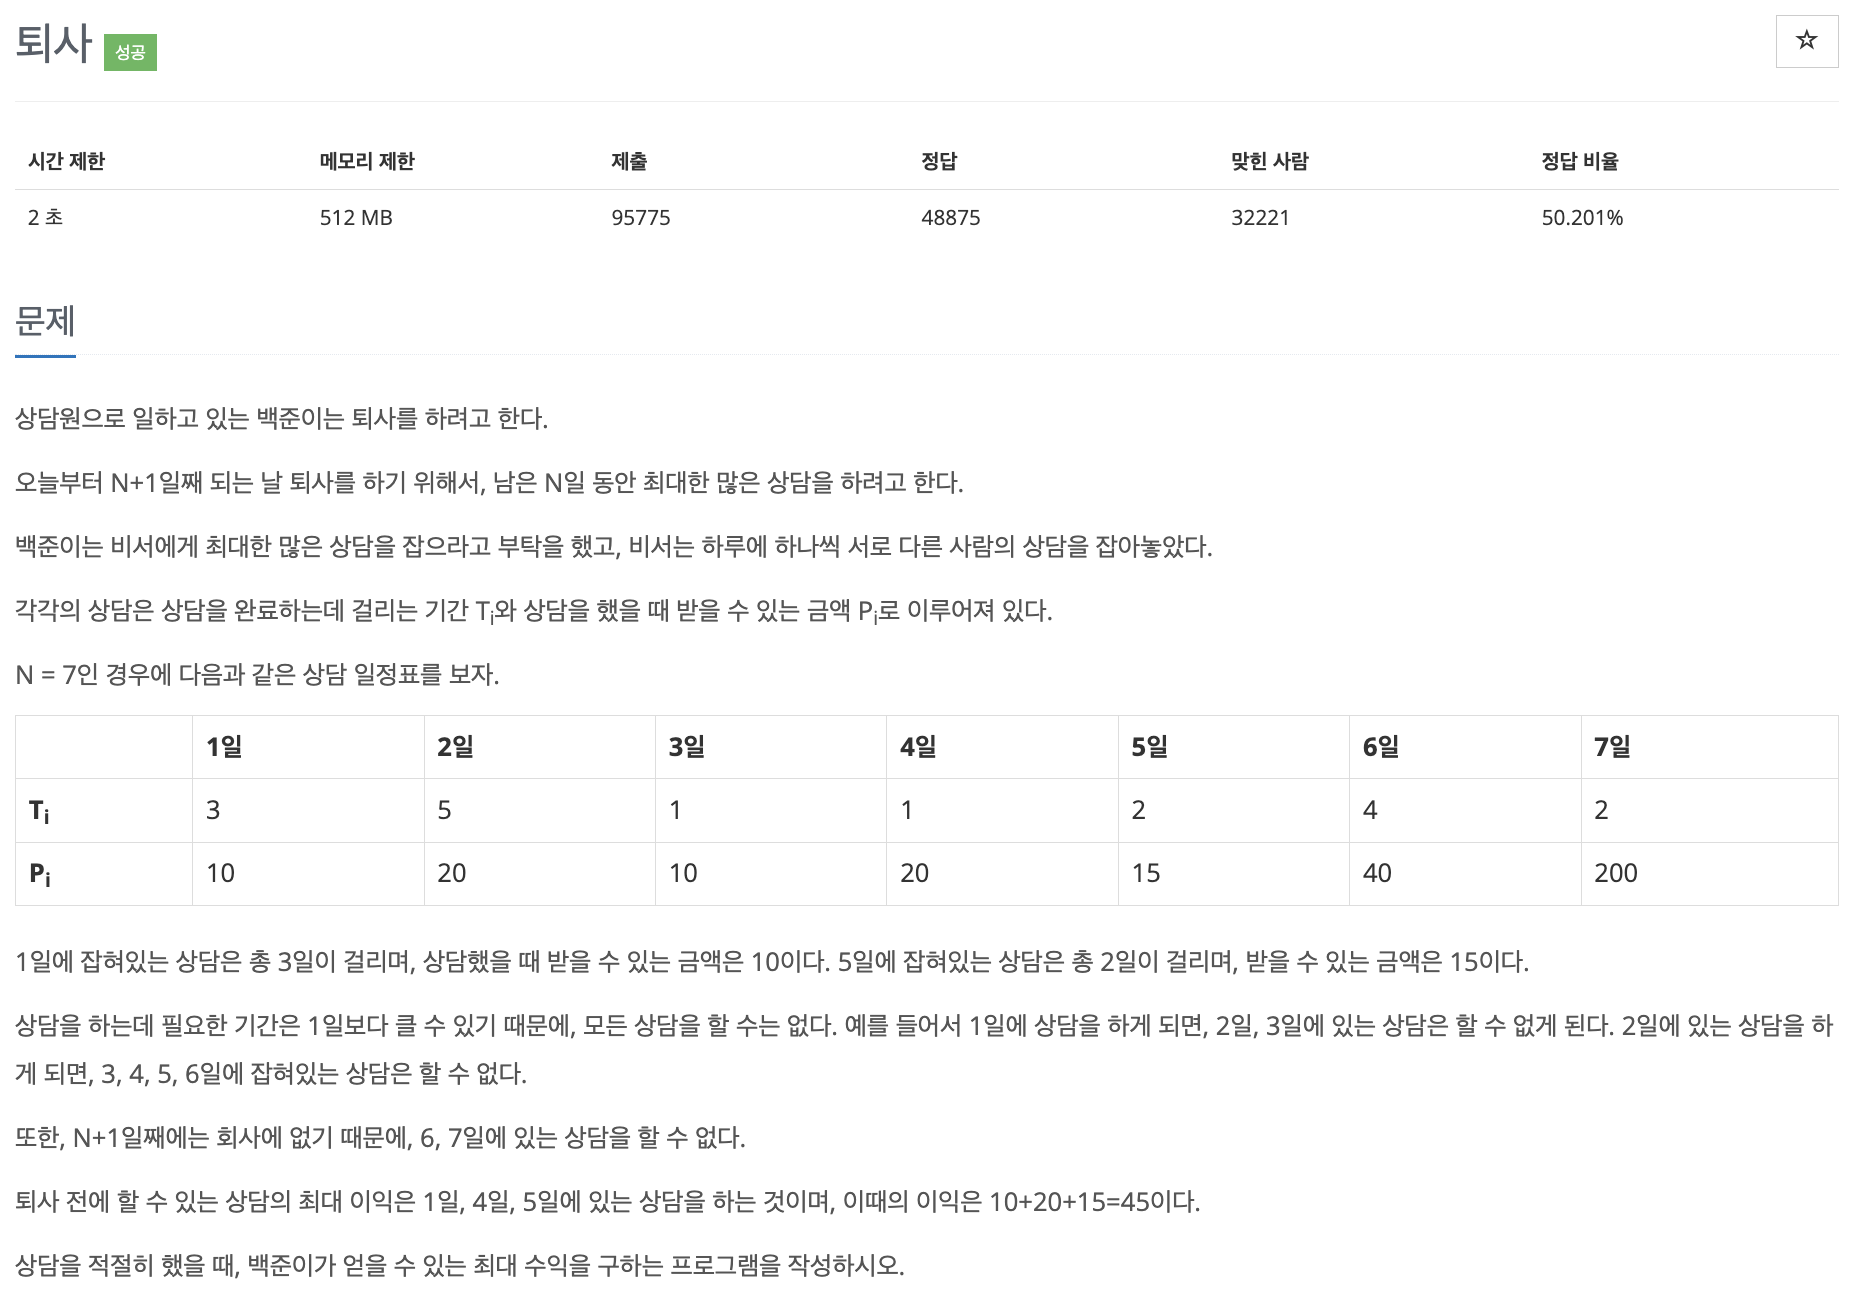 퇴사 성공
☆
시간 제한 메모리 제한 제출 정답 맞힌 사람 정답 비율
2 초 512 MB 95775 48875 32221 50.201%
문제
상담원으로 일하고 있는 백준이는 퇴사를 하려고 한다.
오늘부터 N+1일째 되는 날 퇴사를 하기 위해서, 남은 N일 동안 최대한 많은 상담을 하려고 한다.
백준이는 비서에게 최대한 많은 상담을 잡으라고 부탁을 했고, 비서는 하루에 하나씩 서로 다른 사람의 상담을 잡아놓았다.
각각의 상담은 상담을 완료하는데 걸리는 기간 Ti와 상담을 했을 때 받을 수 있는 금액 Pi로 이루어져 있다.
N = 7인 경우에 다음과 같은 상담 일정표를 보자.
1일 2일 3일 4일 5일 6일 7일
Ti 3 5 1 1 2 4 2
Pi 10 20 10 20 15 40 200
1일에 잡혀있는 상담은 총 3일이 걸리며, 상담했을 때 받을 수 있는 금액은 10이다. 5일에 잡혀있는 상담은 총 2일이 걸리며, 받을 수 있는 금액은 15이다.
상담을 하는데 필요한 기간은 1일보다 클 수 있기 때문에, 모든 상담을 할 수는 없다. 예를 들어서 1일에 상담을 하게 되면, 2일, 3일에 있는 상담은 할 수 없게 된다. 2일에 있는 상담을 하
게 되면, 3, 4, 5, 6일에 잡혀있는 상담은 할 수 없다.
또한, N+1일째에는 회사에 없기 때문에, 6, 7일에 있는 상담을 할 수 없다.
퇴사 전에 할 수 있는 상담의 최대 이익은 1일, 4일, 5일에 있는 상담을 하는 것이며, 이때의 이익은 10+20+15=45이다.
상담을 적절히 했을 때, 백준이가 얻을 수 있는 최대 수익을 구하는 프로그램을 작성하시오.